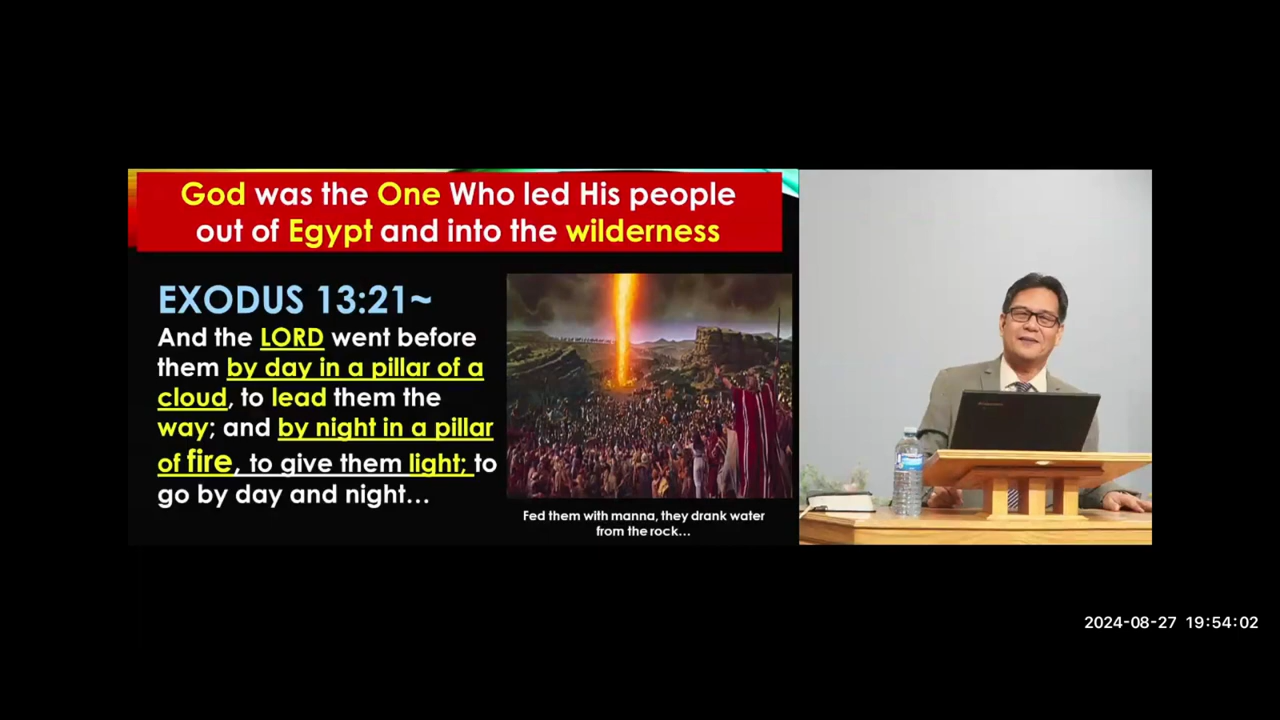 God was the One Who led His people
out of Egypt and into the wilderness
EXODUS 13:21~
And the LORD went before
them by day in a pillar of a
cloud, to lead them the
way; and by night in a pillar
of fire, to give them light; to
go by day and night...
Fed them with manna, they drank water
from the rock...
2024-08-27 19:54:02